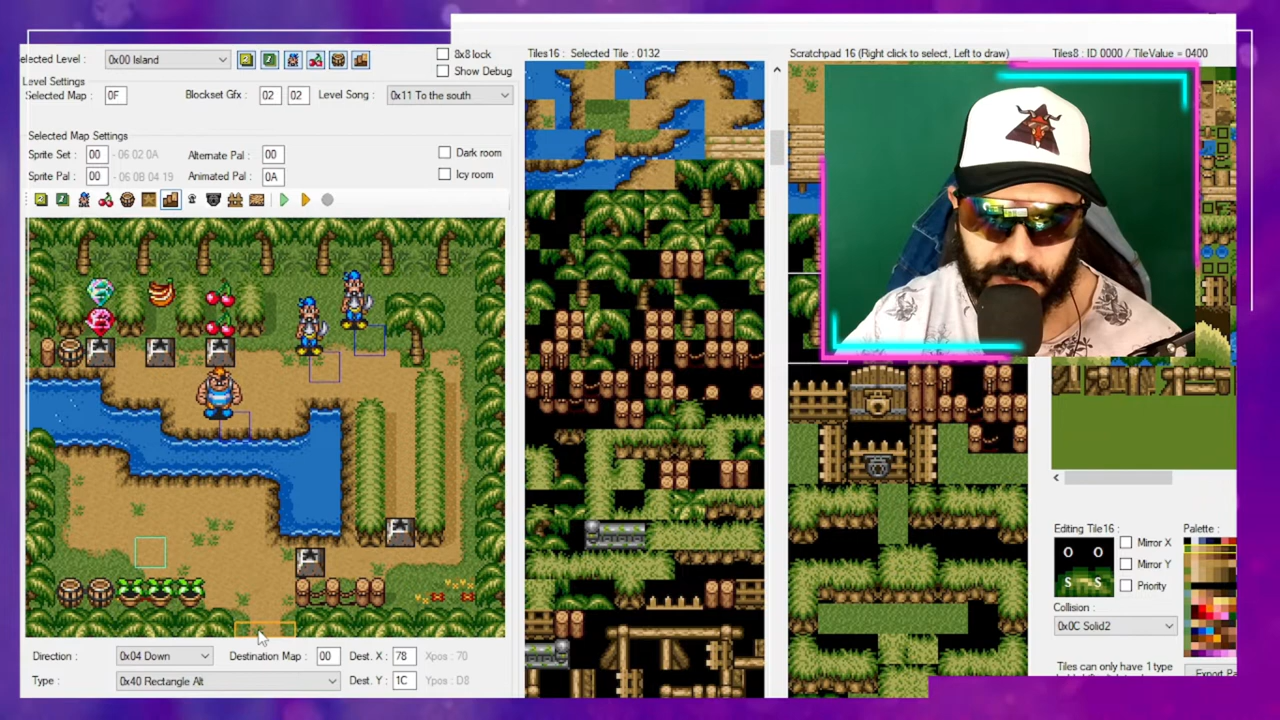 elected Level : 0x00 Island
8x8 lock
Show Debug
Level Settings
Selected Map : 0F
Blockset Gfx : 02 02
Level Song : 0x11 To the south
Selected Map Settings
Sprite Set : 00 - 06 02 0A
Alternate Pal : 00
Dark room
Sprite Pal : 00 - 06 08 04 19
Animated Pal : 0A
Icy room
Direction : 0x04 Down
Destination Map : 00
Dest. X : 78
Xpos : 70
Type : 0x40 Rectangle Alt
Dest. Y : 1C
Ypos : D8
Tiles16 : Selected Tile : 0132
Scratchpad 16 (Right click to select, Left to draw)
Tiles8 : ID 0000 / TileValue = 0400
Editing Tile16 :
Mirror X
Mirror Y
Priority
Palette :
Collision :
0x0C Solid2
Tiles can only have 1 type
Export Pa